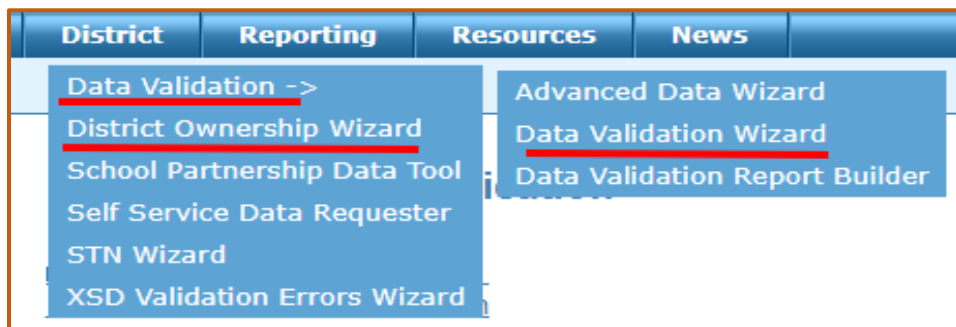 District Reporting Resources News
Data Validation ->
District Ownership Wizard
School Partnership Data Tool
Self Service Data Requester
STN Wizard
XSD Validation Errors Wizard
Advanced Data Wizard
Data Validation Wizard
Data Validation Report Builder